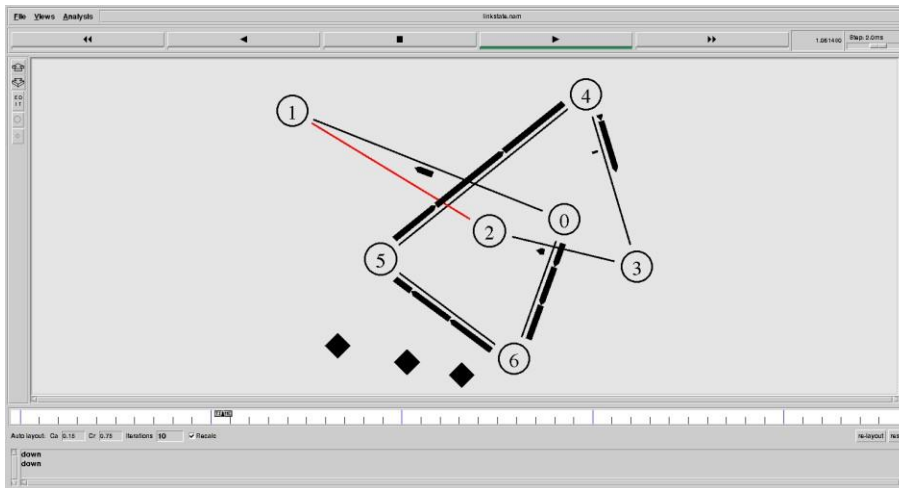 File Views Analysis linkstate.nam
1.061400 Step: 2.0ms
1
4
0
2
5
3
6
Auto layout: Ca 0.15 Cr 0.75 Iterations 10 Recalc re-layout
down
down